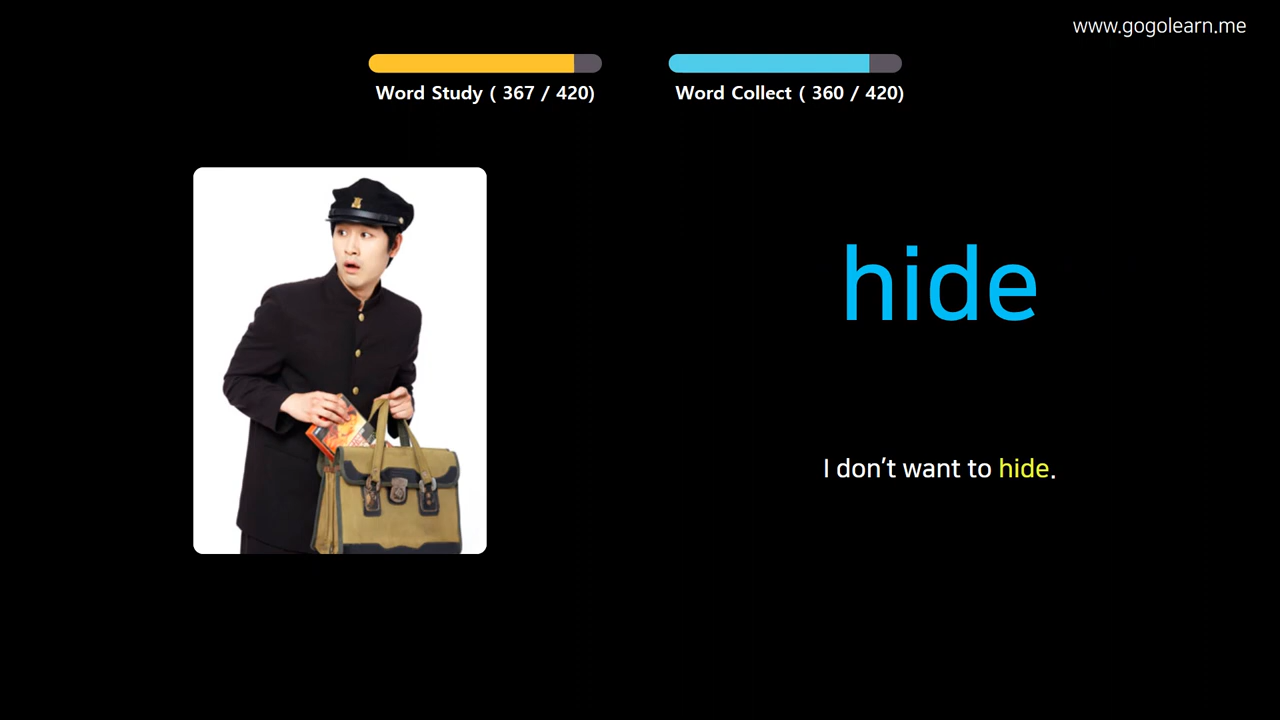 www.gogolearn.me
Word Study ( 367 / 420)
Word Collect ( 360 / 420)
hide
I don't want to hide.